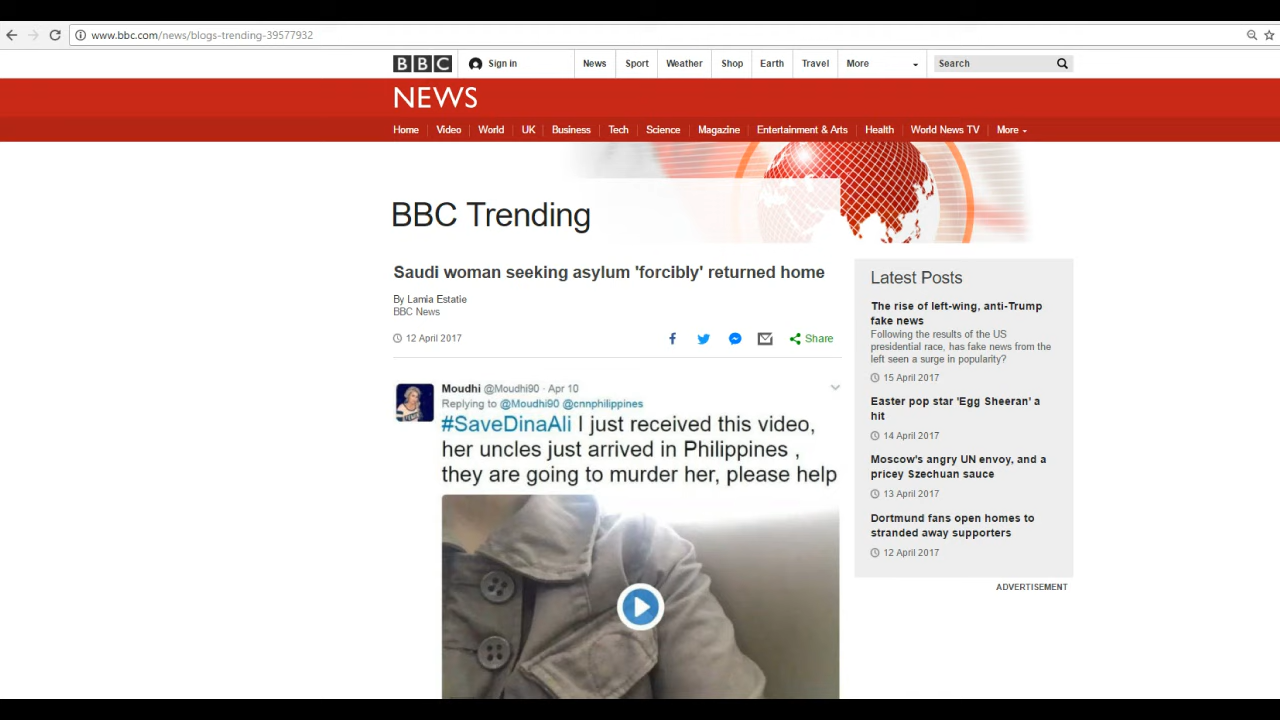 www.bbc.com/news/blogs-trending-39577932
BBC Sign in News Sport Weather Shop Earth Travel More Search
NEWS
Home Video World UK Business Tech Science Magazine Entertainment & Arts Health World News TV More
BBC Trending
Saudi woman seeking asylum 'forcibly' returned home
By Lamia Estatie
BBC News
12 April 2017
Share
Moudhi @Moudhi90 · Apr 10
Replying to @Moudhi90 @cnnphilippines
#SaveDinaAli I just received this video,
her uncles just arrived in Philippines ,
they are going to murder her, please help
Latest Posts
The rise of left-wing, anti-Trump
fake news
Following the results of the US
presidential race, has fake news from the
left seen a surge in popularity?
15 April 2017
Easter pop star 'Egg Sheeran' a
hit
14 April 2017
Moscow's angry UN envoy, and a
pricey Szechuan sauce
13 April 2017
Dortmund fans open homes to
stranded away supporters
12 April 2017
ADVERTISEMENT